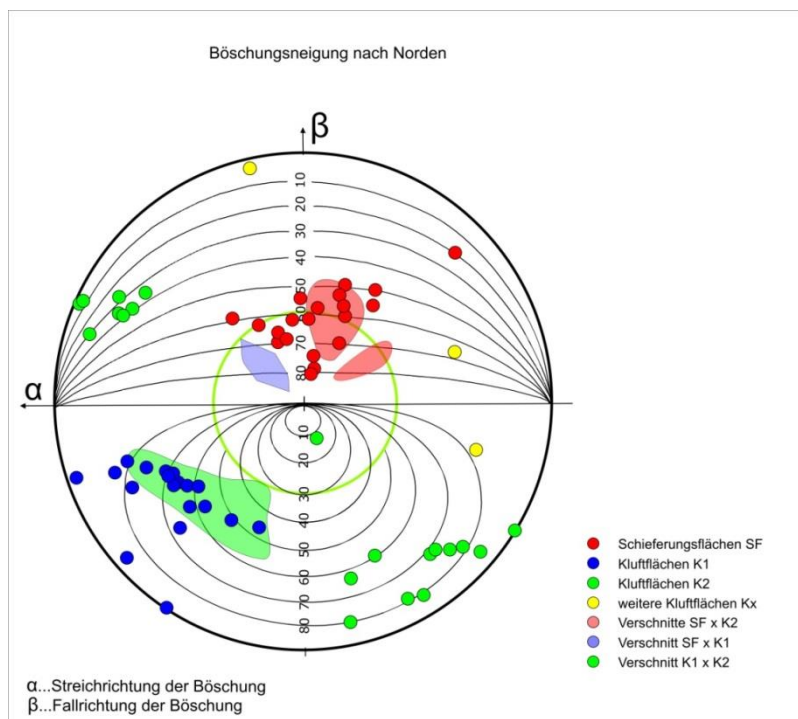 Böschungsneigung nach Norden
β
10
20
30
40
50
60
70
80
α
10
20
30
40
50
60
70
80
Schieferungsflächen SF
Kluftflächen K1
Kluftflächen K2
weitere Kluftflächen Kx
Verschnitte SF x K2
Verschnitt SF x K1
Verschnitt K1 x K2
α...Streichrichtung der Böschung
β...Fallrichtung der Böschung